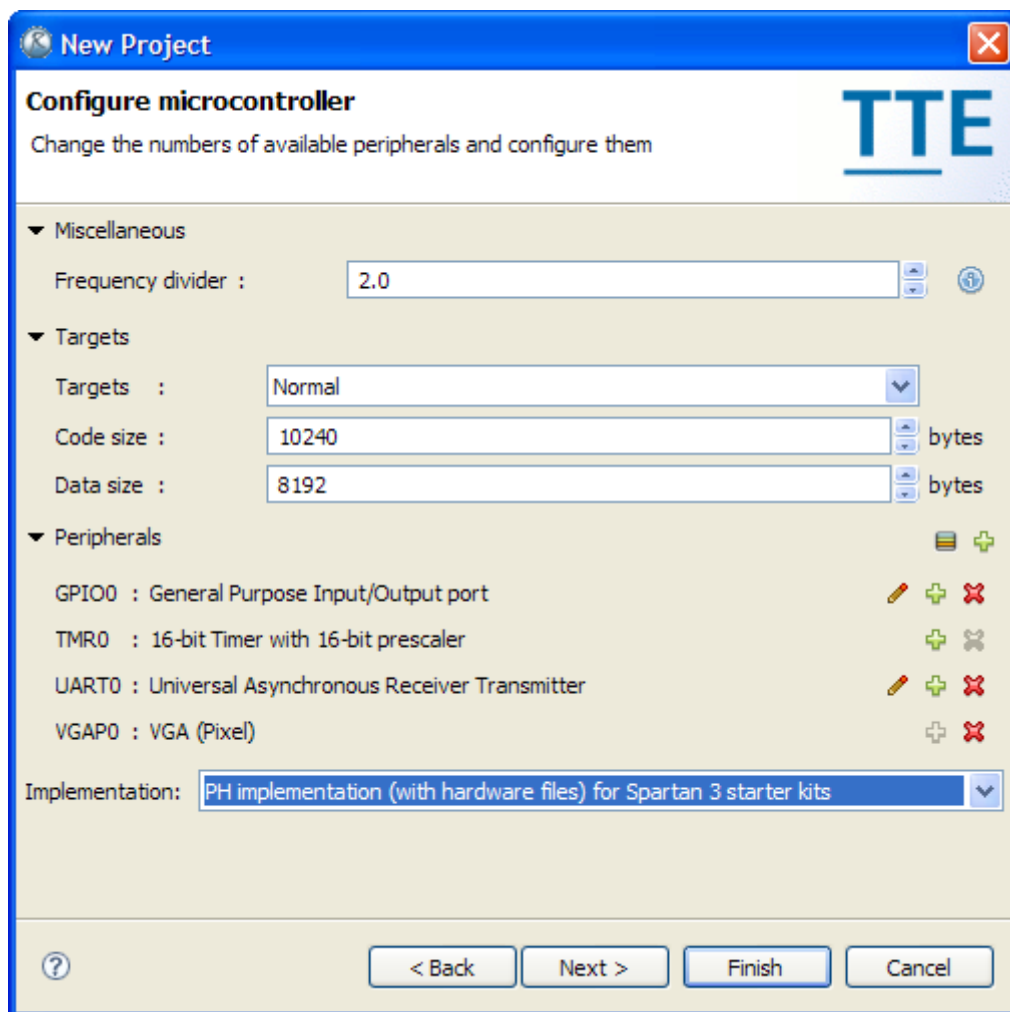 New Project
Configure microcontroller
TTE
Change the numbers of available peripherals and configure them
Miscellaneous
Frequency divider : 2.0
Targets
Targets : Normal
Code size : 10240 bytes
Data size : 8192 bytes
Peripherals
GPIO0 : General Purpose Input/Output port
TMR0 : 16-bit Timer with 16-bit prescaler
UART0 : Universal Asynchronous Receiver Transmitter
VGAP0 : VGA (Pixel)
Implementation: PH implementation (with hardware files) for Spartan 3 starter kits
? < Back Next > Finish Cancel